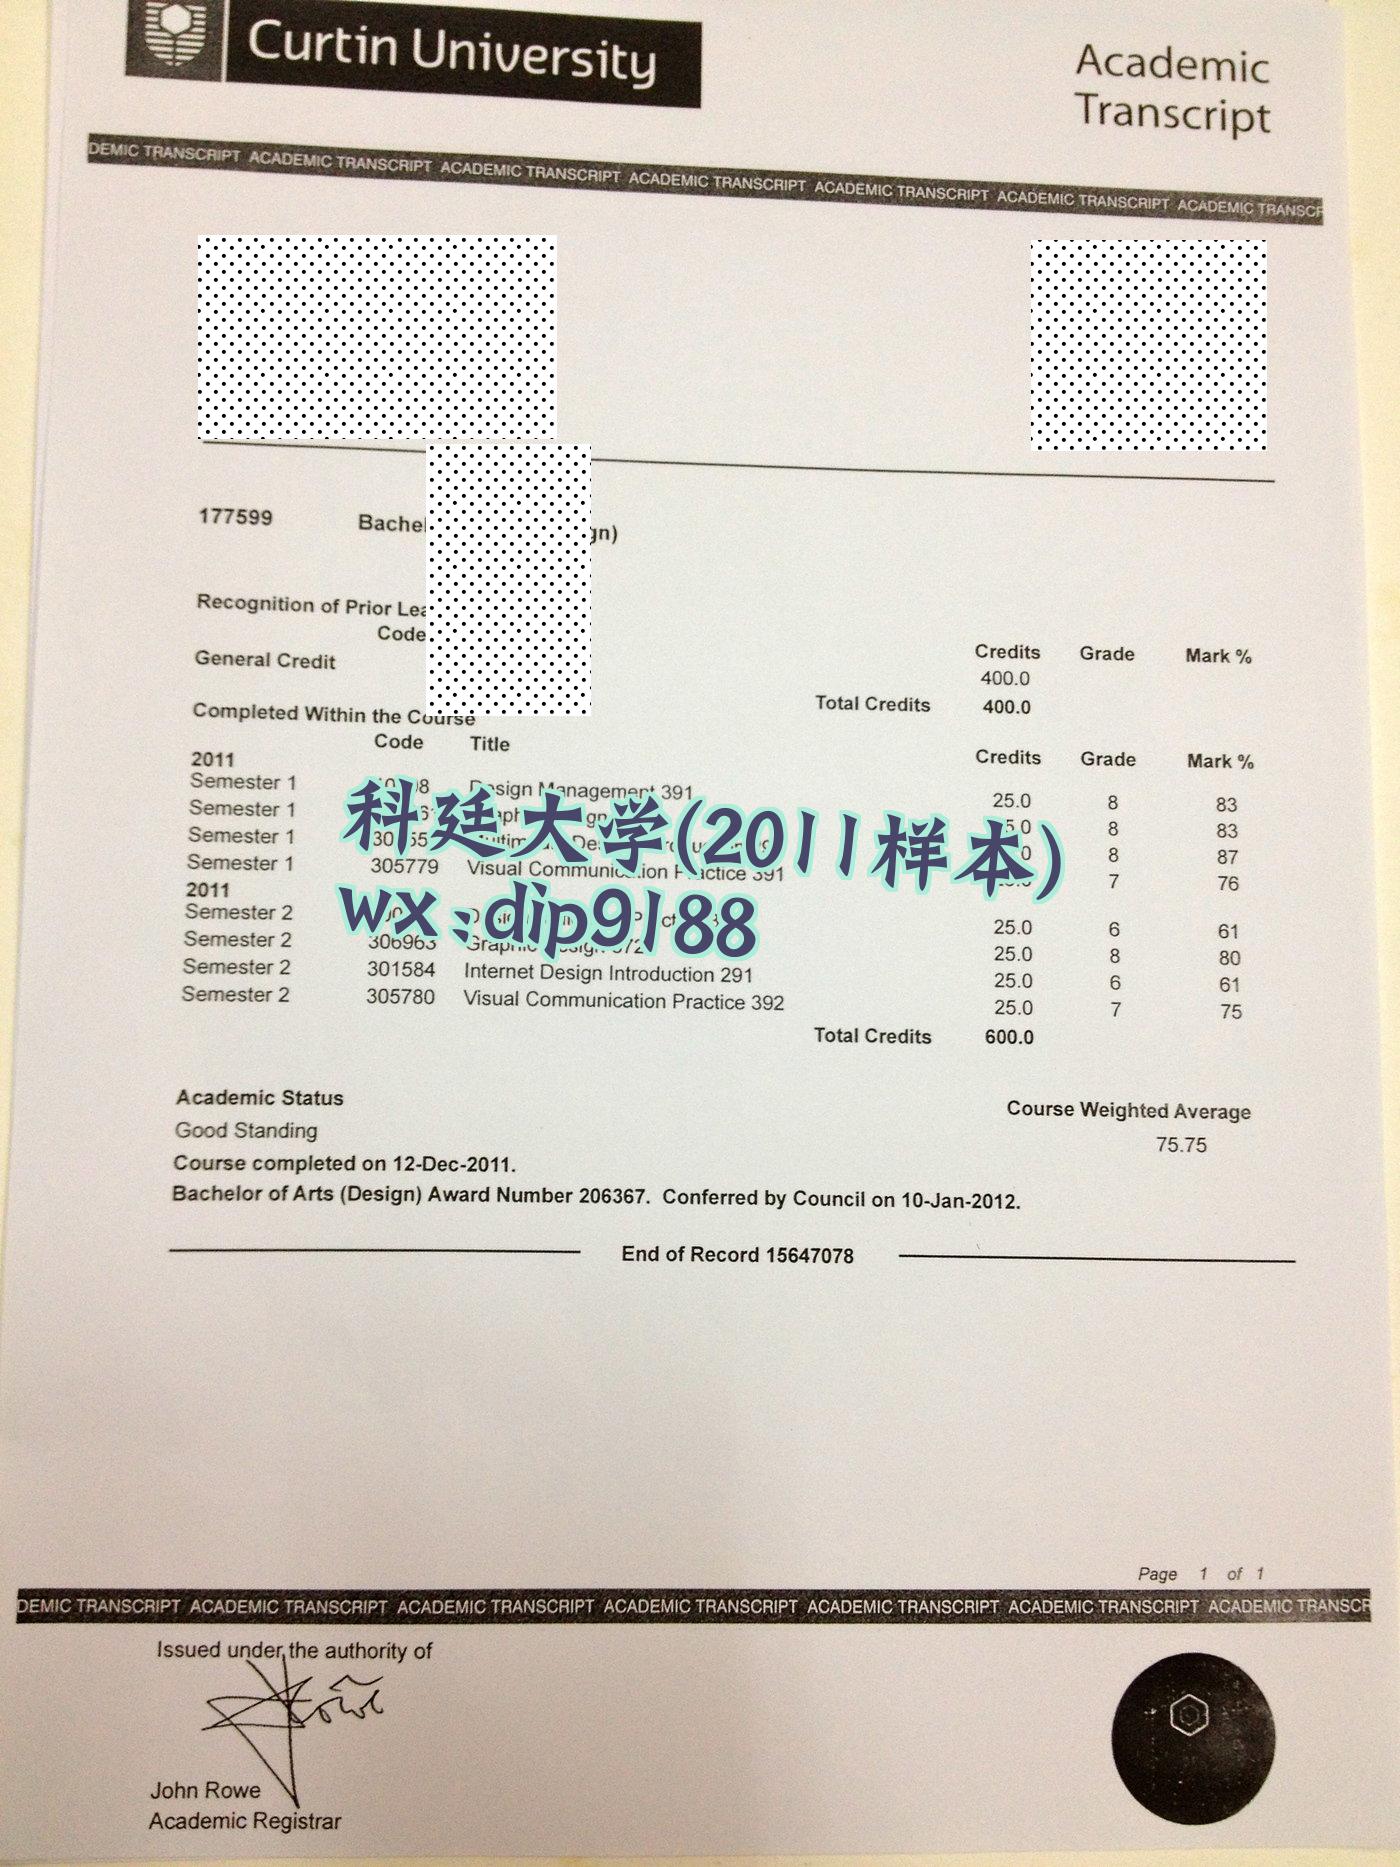 Curtin University
Academic
Transcript
DEMIC TRANSCRIPT ACADEMIC TRANSCRIPT ACADEMIC TRANSCRIPT ACADEMIC TRANSCRIPT ACADEMIC TRANSCRIPT ACADEMIC TRANSCRIPT ACADEMIC TRANSCR
177599 Bachel gn)
Recognition of Prior Lea
Code
Credits Grade Mark %
General Credit 400.0
Total Credits 400.0
Completed Within the Course
Code Title Credits Grade Mark %
2011
Semester 1 Design Management 391 25.0 8 83
Semester 1 8 83
Semester 1 8 87
Semester 1 305779 Visual Communication Practice 391 7 76
2011
Semester 2 25.0 6 61
Semester 2 306963 Graphic Design 25.0 8 80
Semester 2 301584 Internet Design Introduction 291 25.0 6 61
Semester 2 305780 Visual Communication Practice 392 25.0 7 75
Total Credits 600.0
科廷大学(2011样本)
wx:dip9188
Academic Status
Course Weighted Average
Good Standing
75.75
Course completed on 12-Dec-2011.
Bachelor of Arts (Design) Award Number 206367. Conferred by Council on 10-Jan-2012.
End of Record 15647078
Page 1 of 1
DEMIC TRANSCRIPT ACADEMIC TRANSCRIPT ACADEMIC TRANSCRIPT ACADEMIC TRANSCRIPT ACADEMIC TRANSCRIPT ACADEMIC TRANSCRIPT ACADEMIC TRANSCR
Issued under the authority of
John Rowe
Academic Registrar